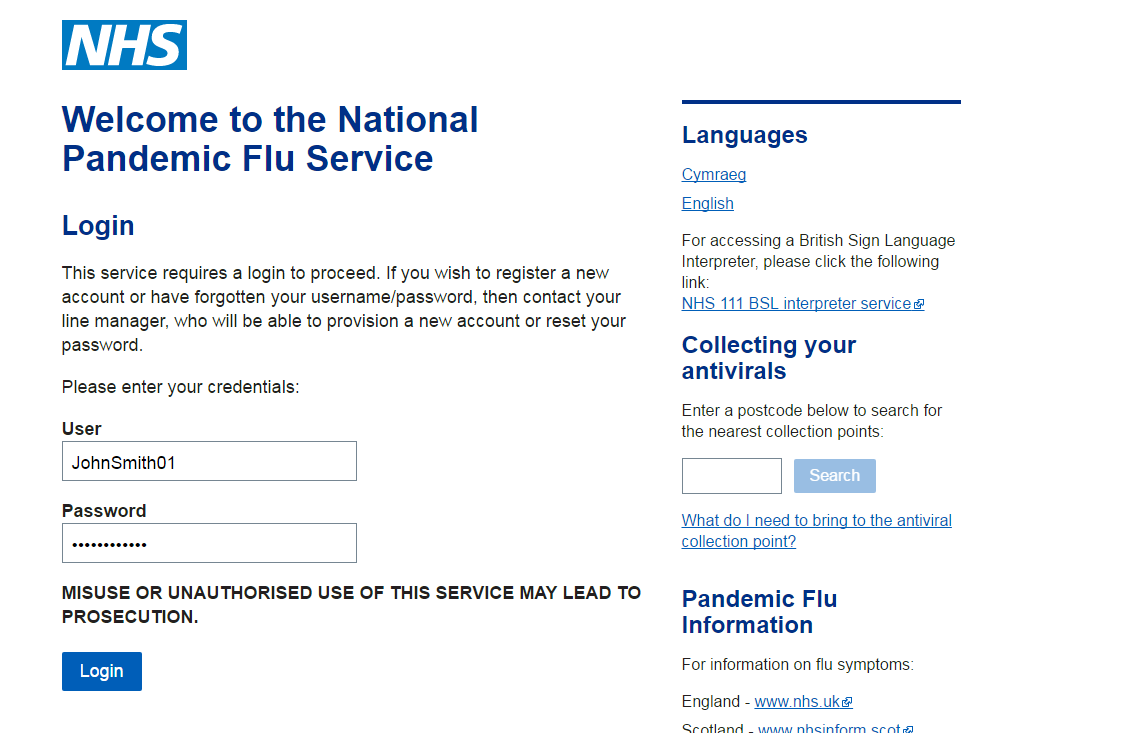 NHS
Welcome to the National
Pandemic Flu Service
Login
This service requires a login to proceed. If you wish to register a new
account or have forgotten your username/password, then contact your
line manager, who will be able to provision a new account or reset your
password.
Please enter your credentials:
User
JohnSmith01
Password
••••••••••••
MISUSE OR UNAUTHORISED USE OF THIS SERVICE MAY LEAD TO
PROSECUTION.
Login
Languages
Cymraeg
English
For accessing a British Sign Language
Interpreter, please click the following
link:
NHS 111 BSL interpreter service
Collecting your
antivirals
Enter a postcode below to search for
the nearest collection points:
Search
What do I need to bring to the antiviral
collection point?
Pandemic Flu
Information
For information on flu symptoms:
England - www.nhs.uk
Scotland - www.nhsinform.scot